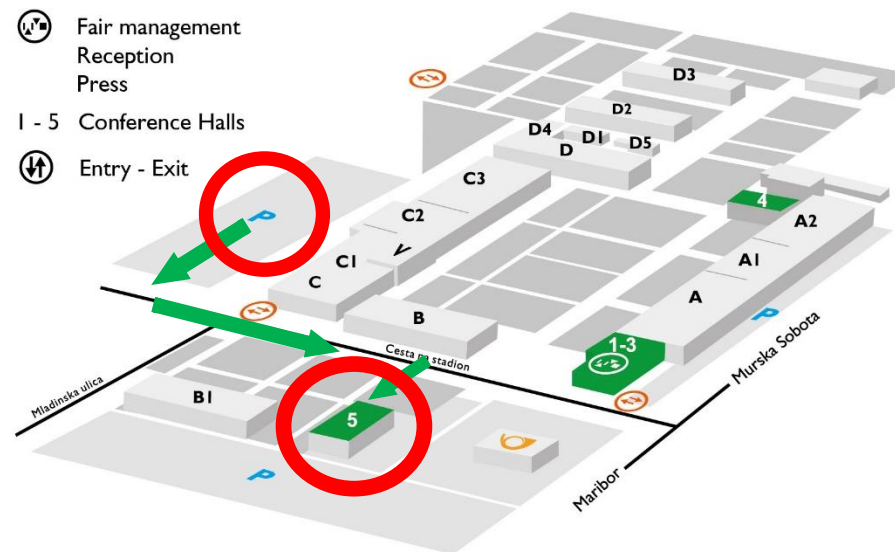 Fair management
Reception
Press
1 - 5 Conference Halls
Entry - Exit
D3
D2
D4
D1
D5
D
C3
C2
V
C1
C
P
B
4
A2
A1
A
P
1-3
Murska Sobota
Cesta na stadion
Mladinska ulica
B1
5
P
Maribor